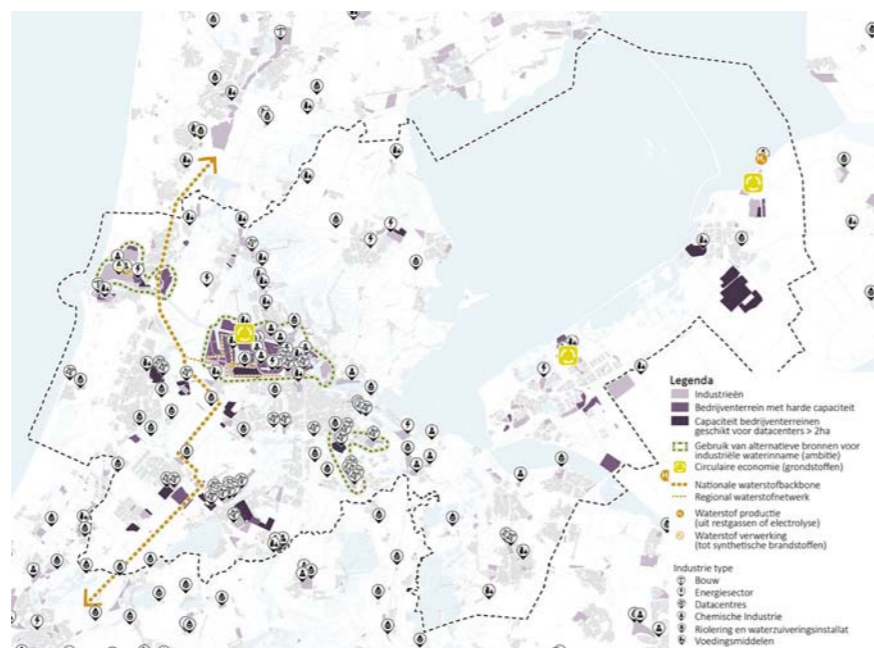 Legenda
Industrieën
Bedrijventerrein met harde capaciteit
Capaciteit bedrijventerreinen
geschikt voor datacenters > 2ha
Gebruik van alternatieve bronnen voor
industriële waterinname (ambitie)
Circulaire economie (grondstoffen)
Nationale waterstofbackbone
Regional waterstofnetwerk
Waterstof productie
(uit restgassen of electrolyse)
Waterstof verwerking
(tot synthetische brandstoffen)
Industrie type
Bouw
Energiesector
Datacentres
Chemische Industrie
Riolering en waterzuiveringsinstallat
Voedingsmiddelen